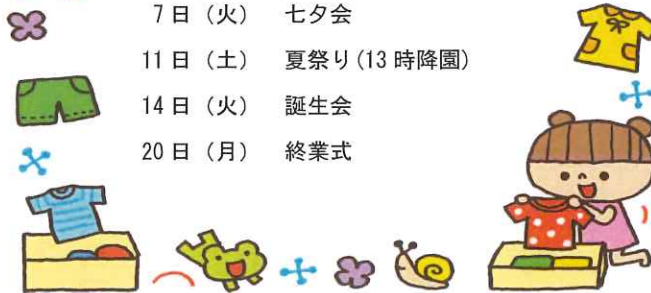 7日（火） 七夕会
11日（土） 夏祭り(13時降園)
14日（火） 誕生会
20日（月） 終業式